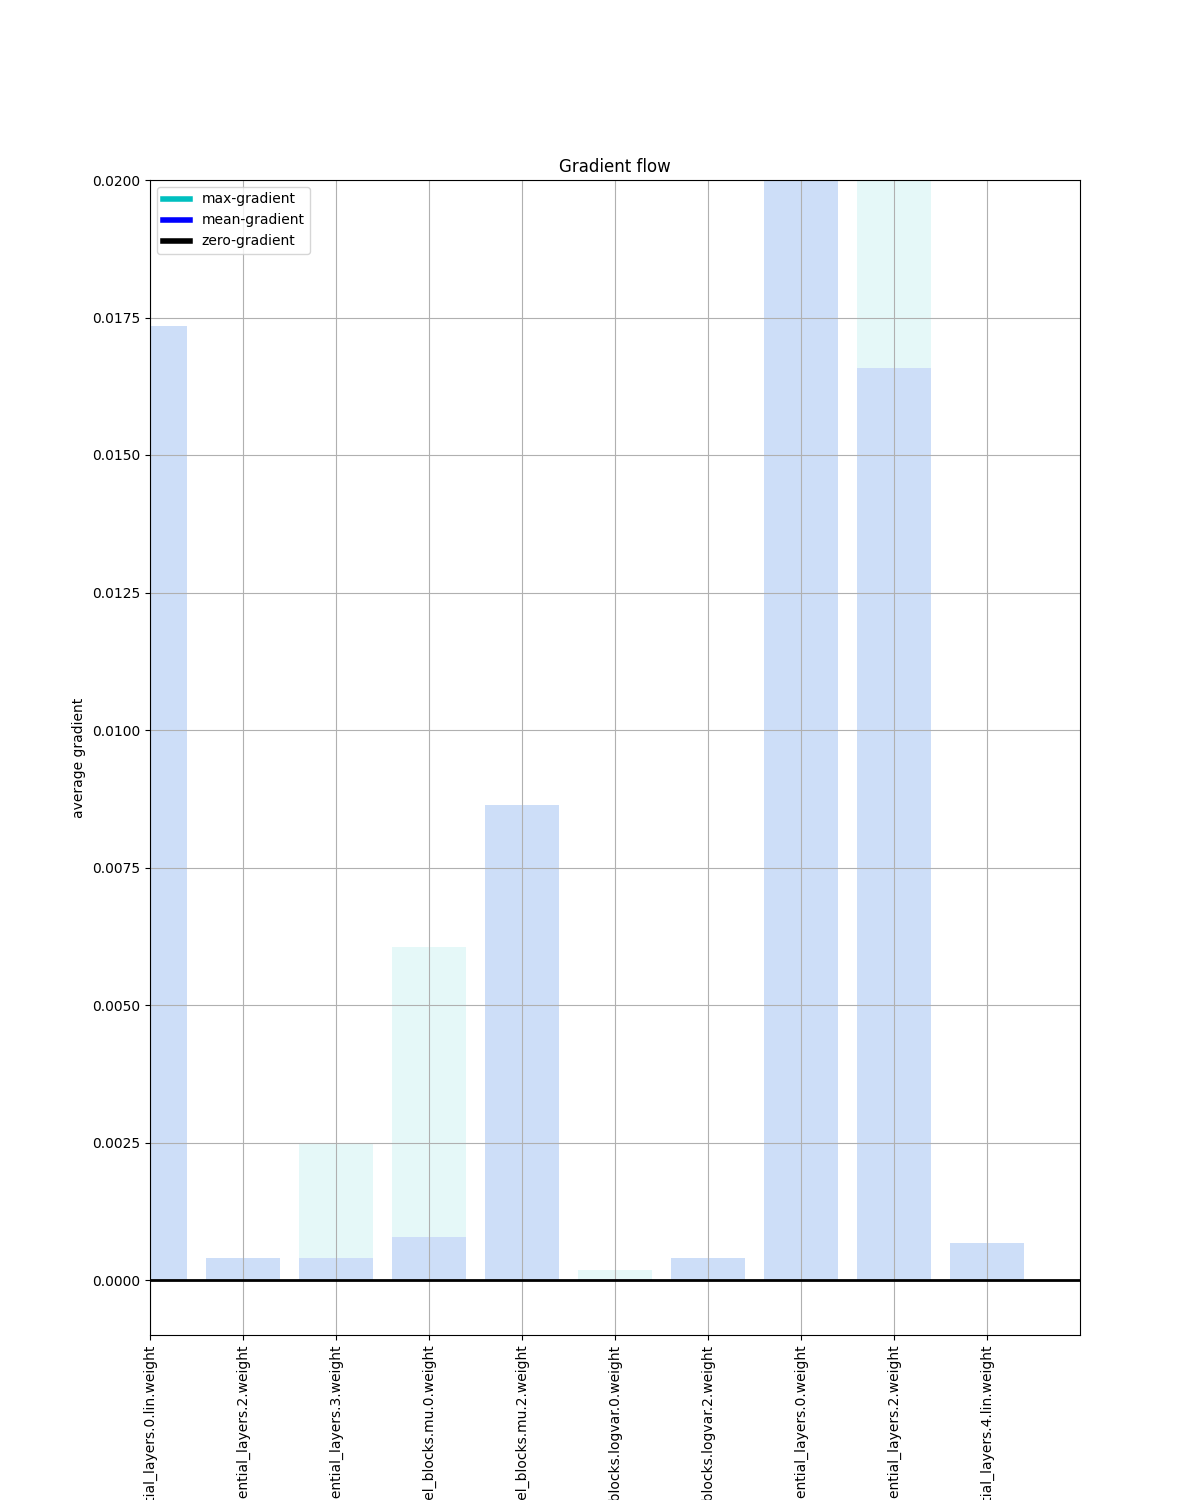 Gradient flow
max-gradient
mean-gradient
zero-gradient
0.0200
0.0175
0.0150
0.0125
0.0100
0.0075
0.0050
0.0025
0.0000
average gradient
tial_layers.0.lin.weight
ential_layers.2.weight
ential_layers.3.weight
el_blocks.mu.0.weight
el_blocks.mu.2.weight
blocks.logvar.0.weight
blocks.logvar.2.weight
ential_layers.0.weight
ential_layers.2.weight
tial_layers.4.lin.weight